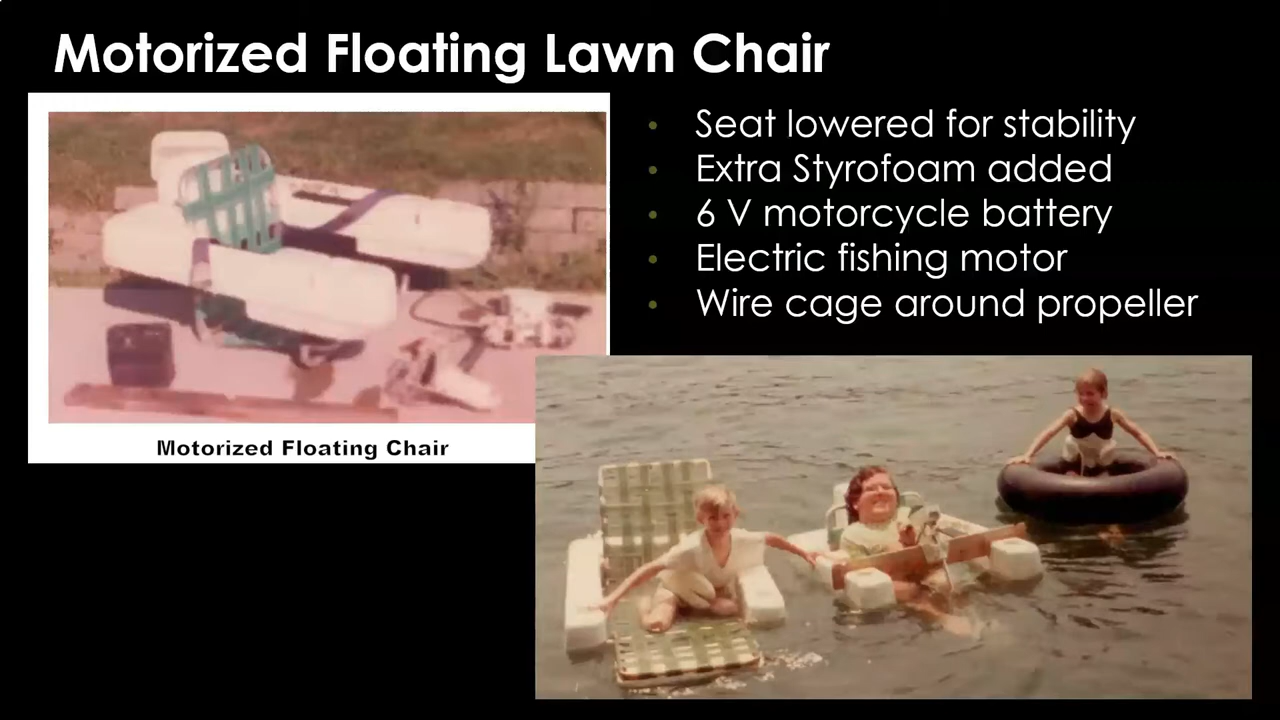 Motorized Floating Lawn Chair
• Seat lowered for stability
• Extra Styrofoam added
• 6 V motorcycle battery
• Electric fishing motor
• Wire cage around propeller
Motorized Floating Chair